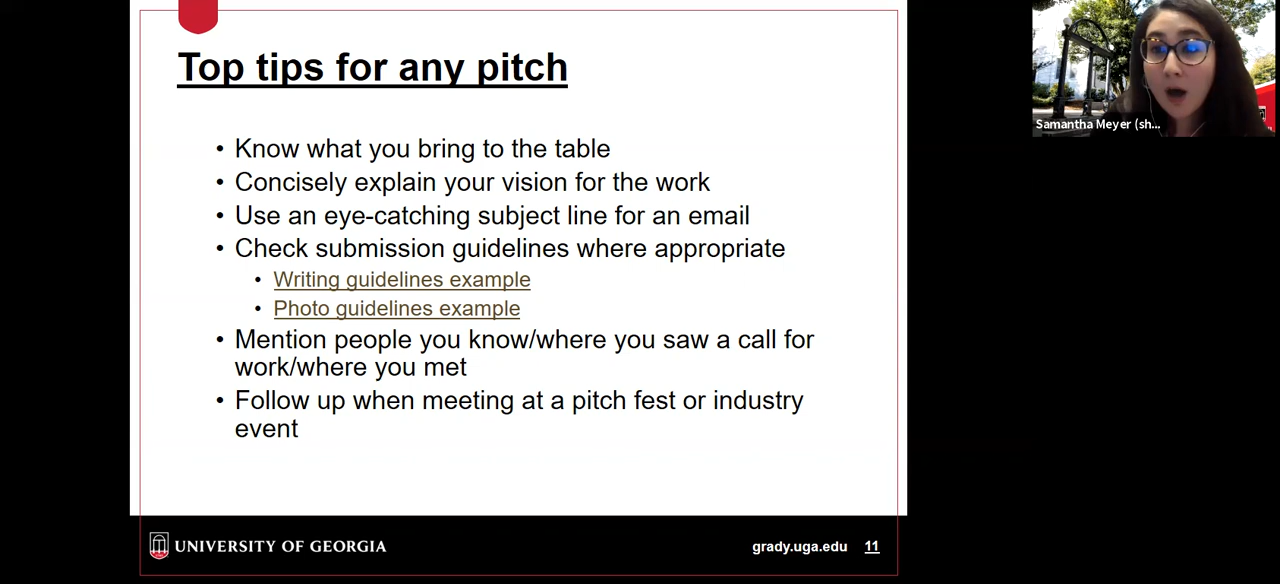 Top tips for any pitch
• Know what you bring to the table
• Concisely explain your vision for the work
• Use an eye-catching subject line for an email
• Check submission guidelines where appropriate
• Writing guidelines example
• Photo guidelines example
• Mention people you know/where you saw a call for
work/where you met
• Follow up when meeting at a pitch fest or industry
event
UNIVERSITY OF GEORGIA
grady.uga.edu 11
Samantha Meyer (sh...